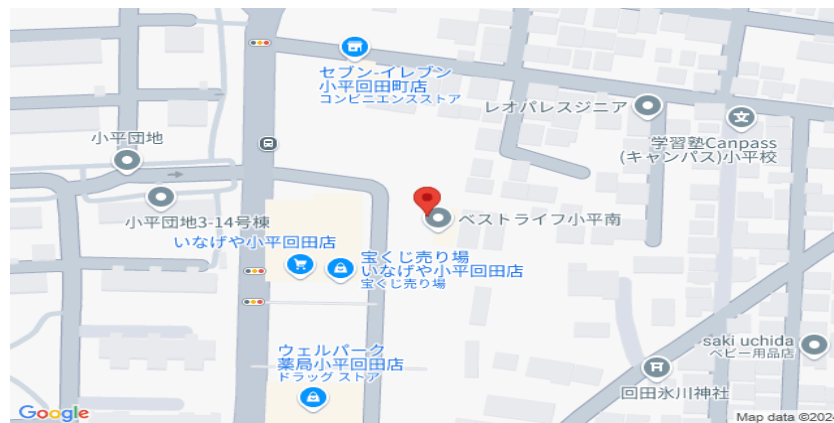 セブン-イレブン
小平回田町店
コンビニエンスストア
レオパレスジニア
小平団地
学習塾Canpass
(キャンパス)小平校
小平団地3-14号棟
ベストライフ小平南
いなげや小平回田店
宝くじ売り場
いなげや小平回田店
宝くじ売り場
saki uchida
ベビー用品店
ウェルパーク
薬局小平回田店
ドラッグ ストア
回田氷川神社
文
Google
Map data ©2024